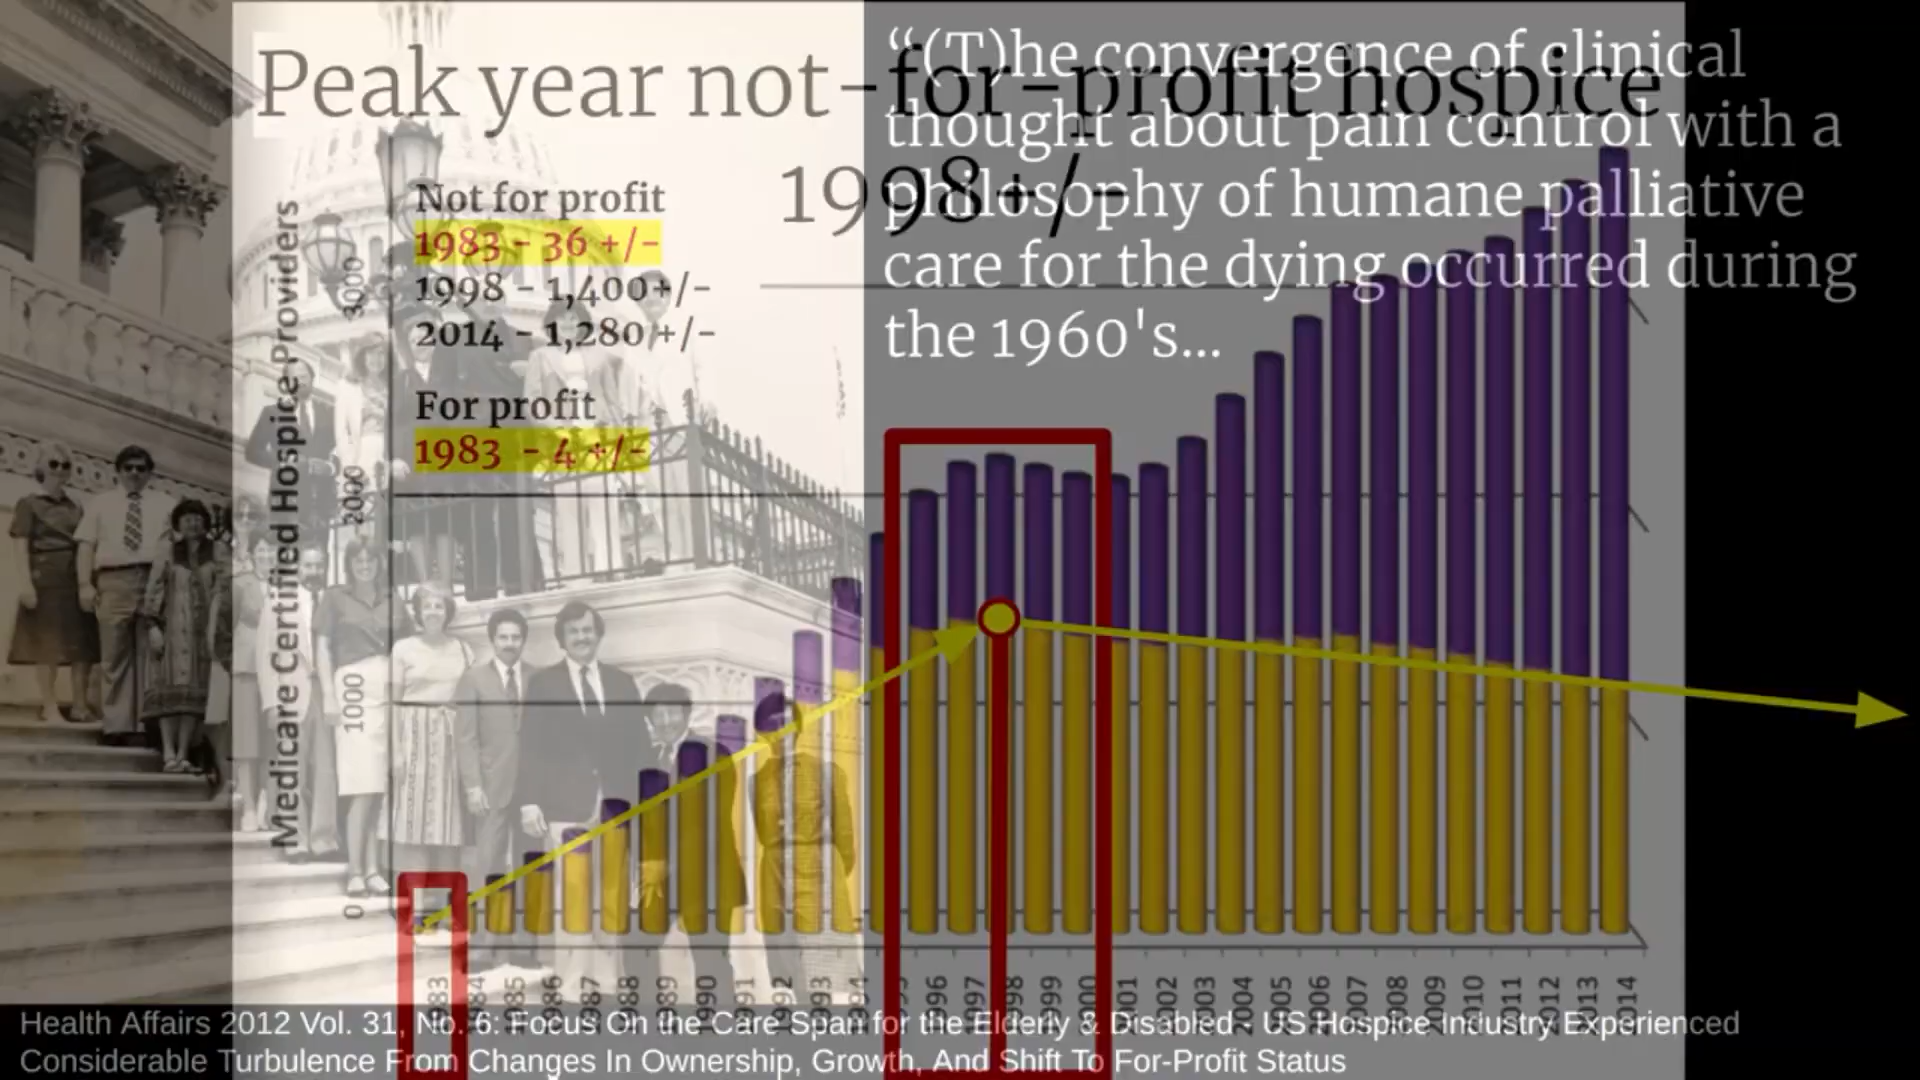 Peak year not-for-profit hospice
1998+/-
“(T)he convergence of clinical
thought about pain control with a
philosophy of humane palliative
care for the dying occurred during
the 1960's...
Not for profit
1983 - 36 +/-
1998 - 1,400+/-
2014 - 1,280 +/-
For profit
1983 - 4 +/-
Medicare Certified Hospice Providers
3000
2000
1000
0
1983
1984
1985
1986
1987
1988
1989
1990
1991
1992
1993
1994
1995
1996
1997
1998
1999
2000
2001
2002
2003
2004
2005
2006
2007
2008
2009
2010
2011
2012
2013
2014
Health Affairs 2012 Vol. 31, No. 6: Focus On the Care Span for the Elderly & Disabled - US Hospice Industry Experienced
Considerable Turbulence From Changes In Ownership, Growth, And Shift To For-Profit Status